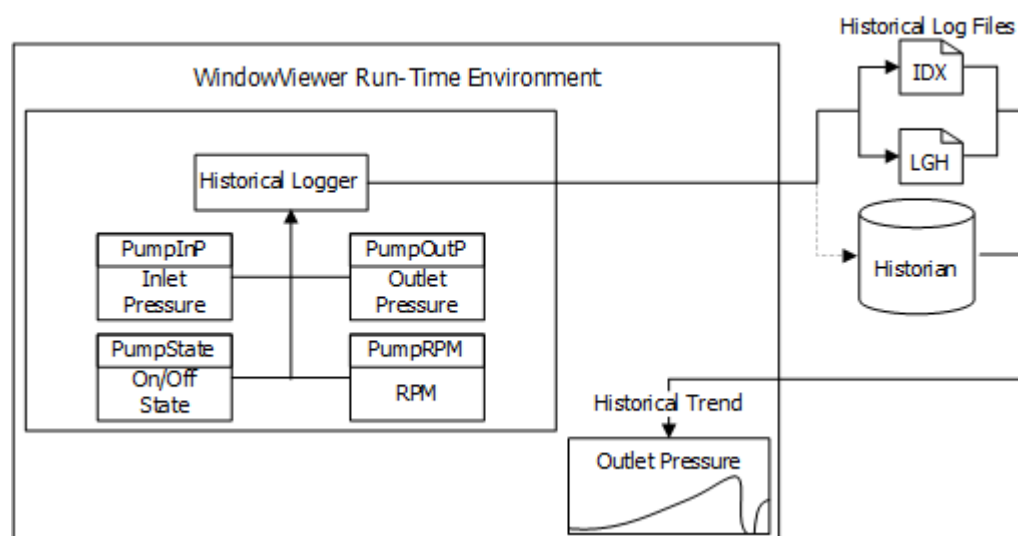 Historical Log Files
IDX
WindowViewer Run-Time Environment
LGH
Historical Logger
PumpInP
PumpOutP
Inlet
Pressure
Outlet
Pressure
Historian
PumpState
PumpRPM
On/Off
State
RPM
Historical Trend
Outlet Pressure